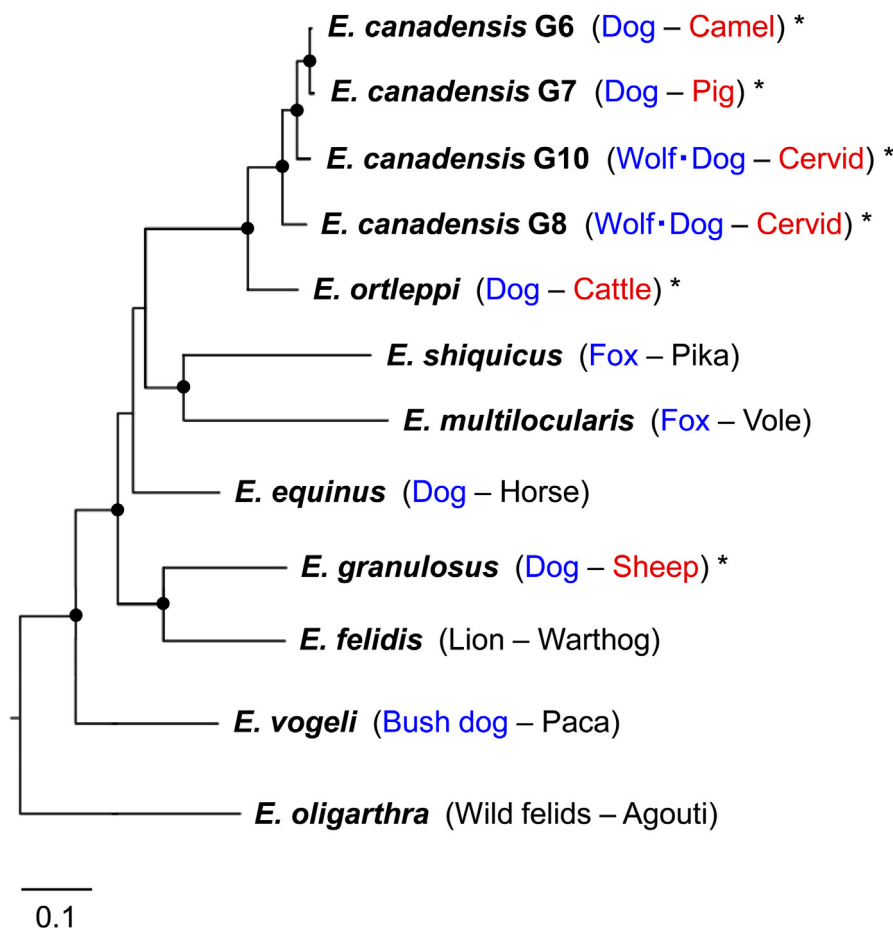 E. canadensis G6 (Dog – Camel) *
E. canadensis G7 (Dog – Pig) *
E. canadensis G10 (Wolf･Dog – Cervid) *
E. canadensis G8 (Wolf･Dog – Cervid) *
E. ortleppi (Dog – Cattle) *
E. shiquicus (Fox – Pika)
E. multilocularis (Fox – Vole)
E. equinus (Dog – Horse)
E. granulosus (Dog – Sheep) *
E. felidis (Lion – Warthog)
E. vogeli (Bush dog – Paca)
E. oligarthra (Wild felids – Agouti)
0.1